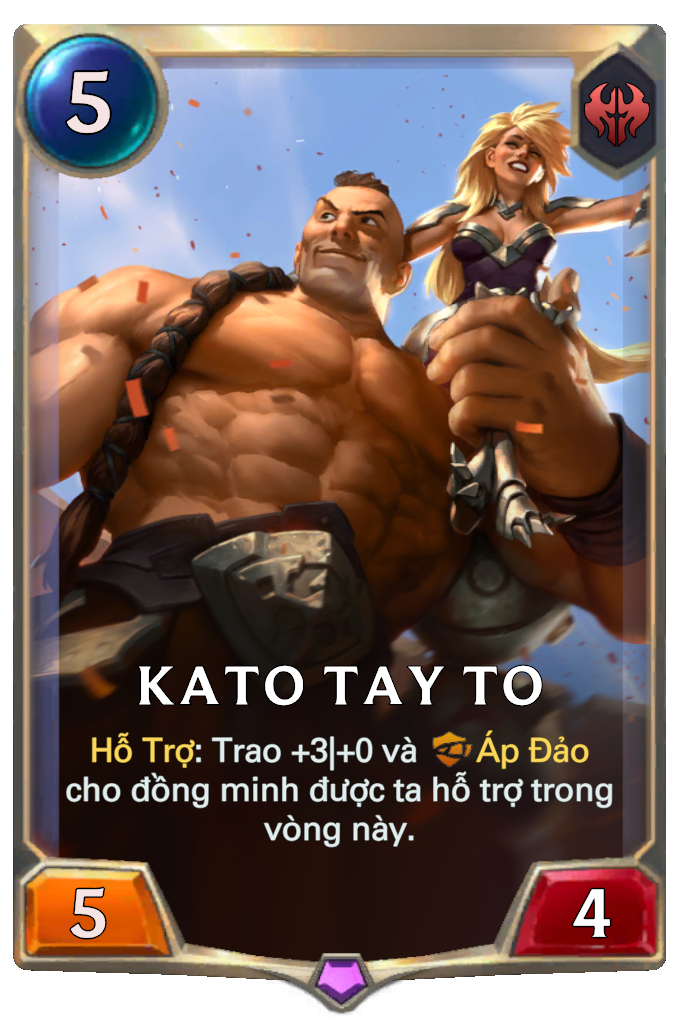 5
KATO TAY TO
Hỗ Trợ: Trao +3|+0 và Áp Đảo
cho đồng minh được ta hỗ trợ trong
vòng này.
5
4